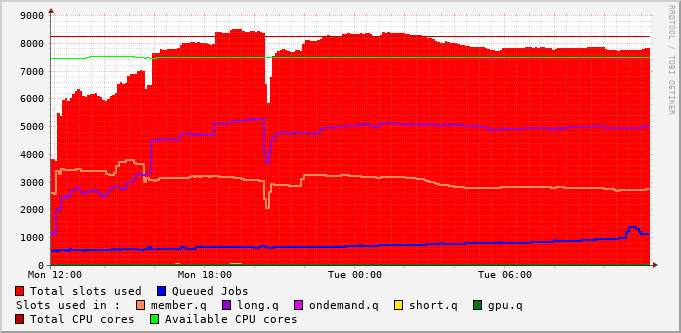 9000
8000
7000
6000
5000
4000
3000
2000
1000
0
Mon 12:00 Mon 18:00 Tue 00:00 Tue 06:00
RRDTOOL / TOBI OETIKER
Total slots used Queued Jobs
Slots used in : member.q long.q ondemand.q short.q gpu.q
Total CPU cores Available CPU cores